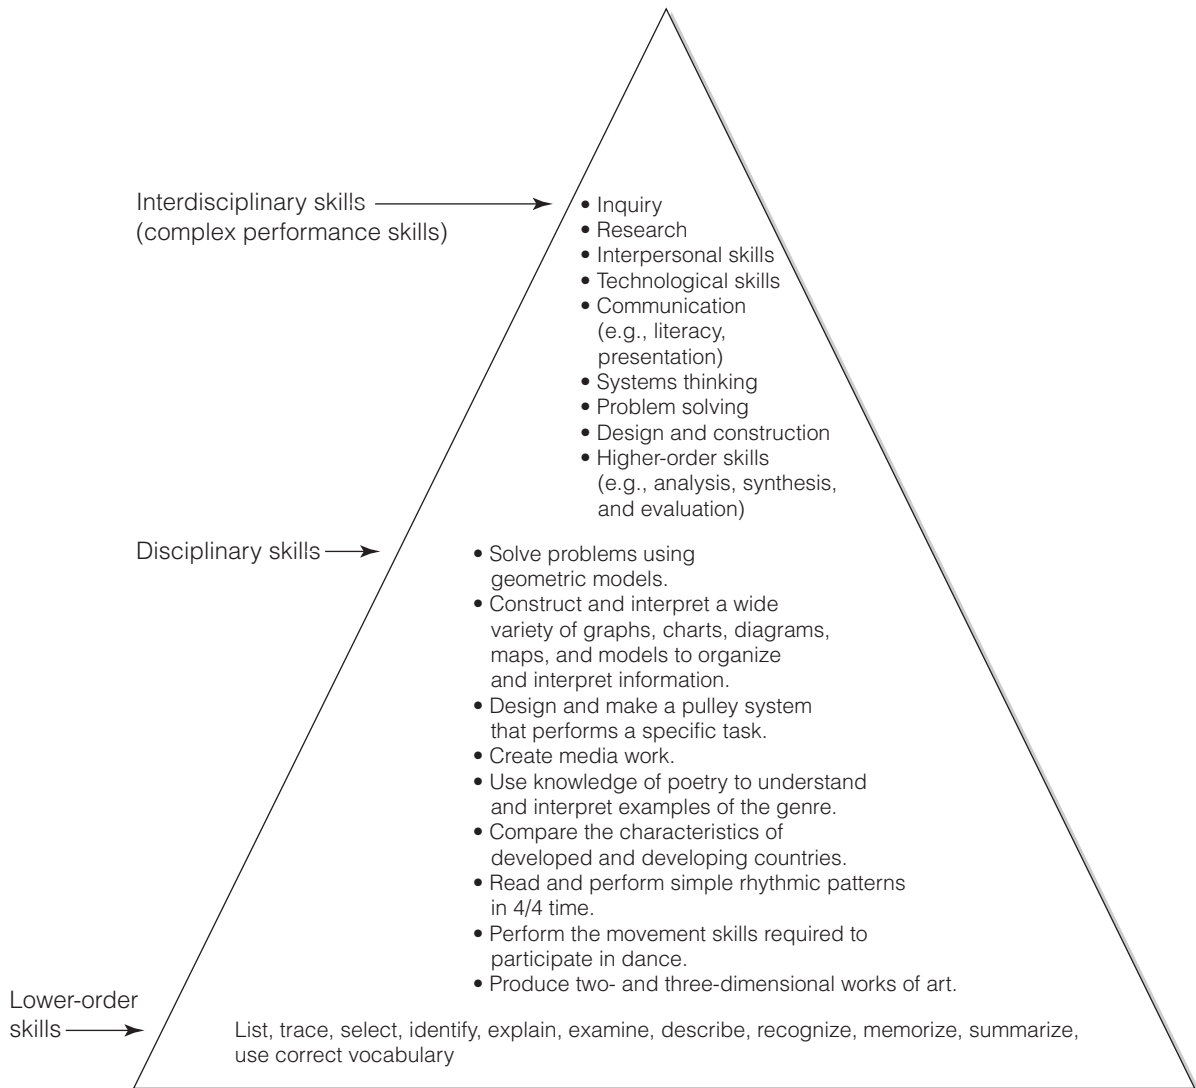 Interdisciplinary skills
(complex performance skills)
• Inquiry
• Research
• Interpersonal skills
• Technological skills
• Communication
(e.g., literacy,
presentation)
• Systems thinking
• Problem solving
• Design and construction
• Higher-order skills
(e.g., analysis, synthesis,
and evaluation)
Disciplinary skills
• Solve problems using
geometric models.
• Construct and interpret a wide
variety of graphs, charts, diagrams,
maps, and models to organize
and interpret information.
• Design and make a pulley system
that performs a specific task.
• Create media work.
• Use knowledge of poetry to understand
and interpret examples of the genre.
• Compare the characteristics of
developed and developing countries.
• Read and perform simple rhythmic patterns
in 4/4 time.
• Perform the movement skills required to
participate in dance.
• Produce two- and three-dimensional works of art.
Lower-order
skills
List, trace, select, identify, explain, examine, describe, recognize, memorize, summarize,
use correct vocabulary